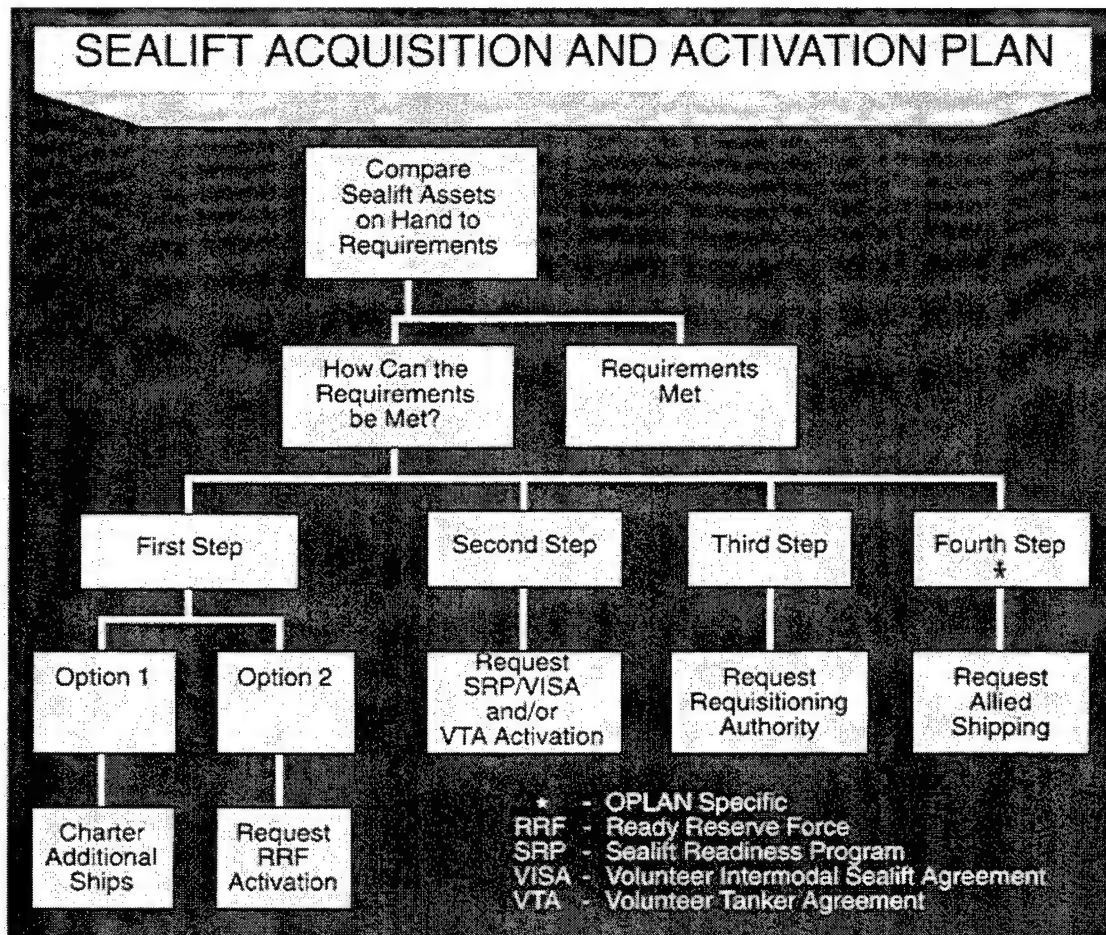 SEALIFT ACQUISITION AND ACTIVATION PLAN
Compare
Sealift Assets
on Hand to
Requirements
How Can the
Requirements
be Met?
Requirements
Met
First Step
Second Step
Third Step
Fourth Step
*
Option 1
Option 2
Request
SRP/VISA
and/or
VTA Activation
Request
Requisitioning
Authority
Request
Allied
Shipping
Charter
Additional
Ships
Request
RRF
Activation
* - OPLAN Specific
RRF - Ready Reserve Force
SRP - Sealift Readiness Program
VISA - Volunteer Intermodal Sealift Agreement
VTA - Volunteer Tanker Agreement